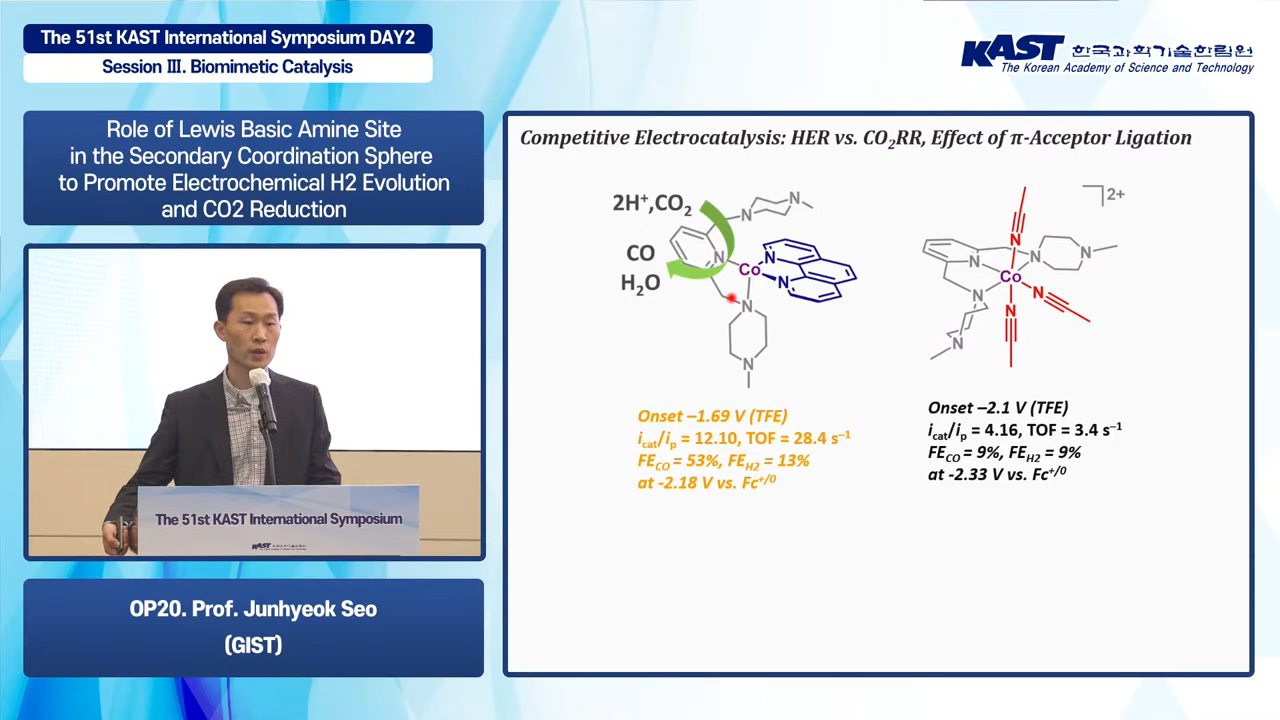 The 51st KAST International Symposium DAY2
Session III. Biomimetic Catalysis
KAST 한국과학기술한림원
The Korean Academy of Science and Technology
Role of Lewis Basic Amine Site
in the Secondary Coordination Sphere
to Promote Electrochemical H2 Evolution
and CO2 Reduction
Competitive Electrocatalysis: HER vs. CO2RR, Effect of π-Acceptor Ligation
2H+,CO2
CO
H2O
N
N
N
Co
N
N
N
N
2+
N
N
N
N
Co
N
N
N
N
Onset –1.69 V (TFE)
icat/ip = 12.10, TOF = 28.4 s–1
FECO = 53%, FEH2 = 13%
at -2.18 V vs. Fc+/0
Onset –2.1 V (TFE)
icat/ip = 4.16, TOF = 3.4 s–1
FECO = 9%, FEH2 = 9%
at -2.33 V vs. Fc+/0
The 51st KAST International Symposium
KAST
OP20. Prof. Junhyeok Seo
(GIST)